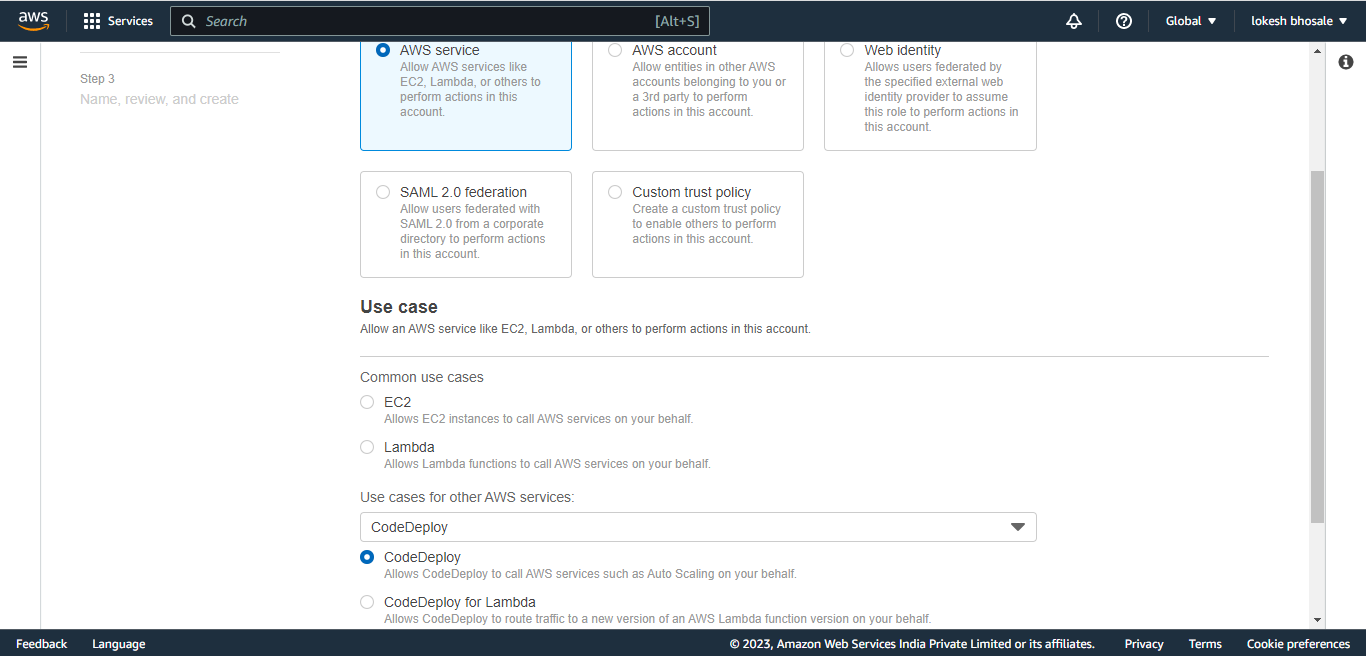 aws
Services
Search
[Alt+S]
Global
lokesh bhosale
Step 3
Name, review, and create
AWS service
Allow AWS services like
EC2, Lambda, or others to
perform actions in this
account.
AWS account
Allow entities in other AWS
accounts belonging to you or
a 3rd party to perform
actions in this account.
Web identity
Allows users federated by
the specified external web
identity provider to assume
this role to perform actions in
this account.
SAML 2.0 federation
Allow users federated with
SAML 2.0 from a corporate
directory to perform actions
in this account.
Custom trust policy
Create a custom trust policy
to enable others to perform
actions in this account.
Use case
Allow an AWS service like EC2, Lambda, or others to perform actions in this account.
Common use cases
EC2
Allows EC2 instances to call AWS services on your behalf.
Lambda
Allows Lambda functions to call AWS services on your behalf.
Use cases for other AWS services:
CodeDeploy
CodeDeploy
Allows CodeDeploy to call AWS services such as Auto Scaling on your behalf.
CodeDeploy for Lambda
Allows CodeDeploy to route traffic to a new version of an AWS Lambda function version on your behalf.
Feedback
Language
© 2023, Amazon Web Services India Private Limited or its affiliates.
Privacy
Terms
Cookie preferences